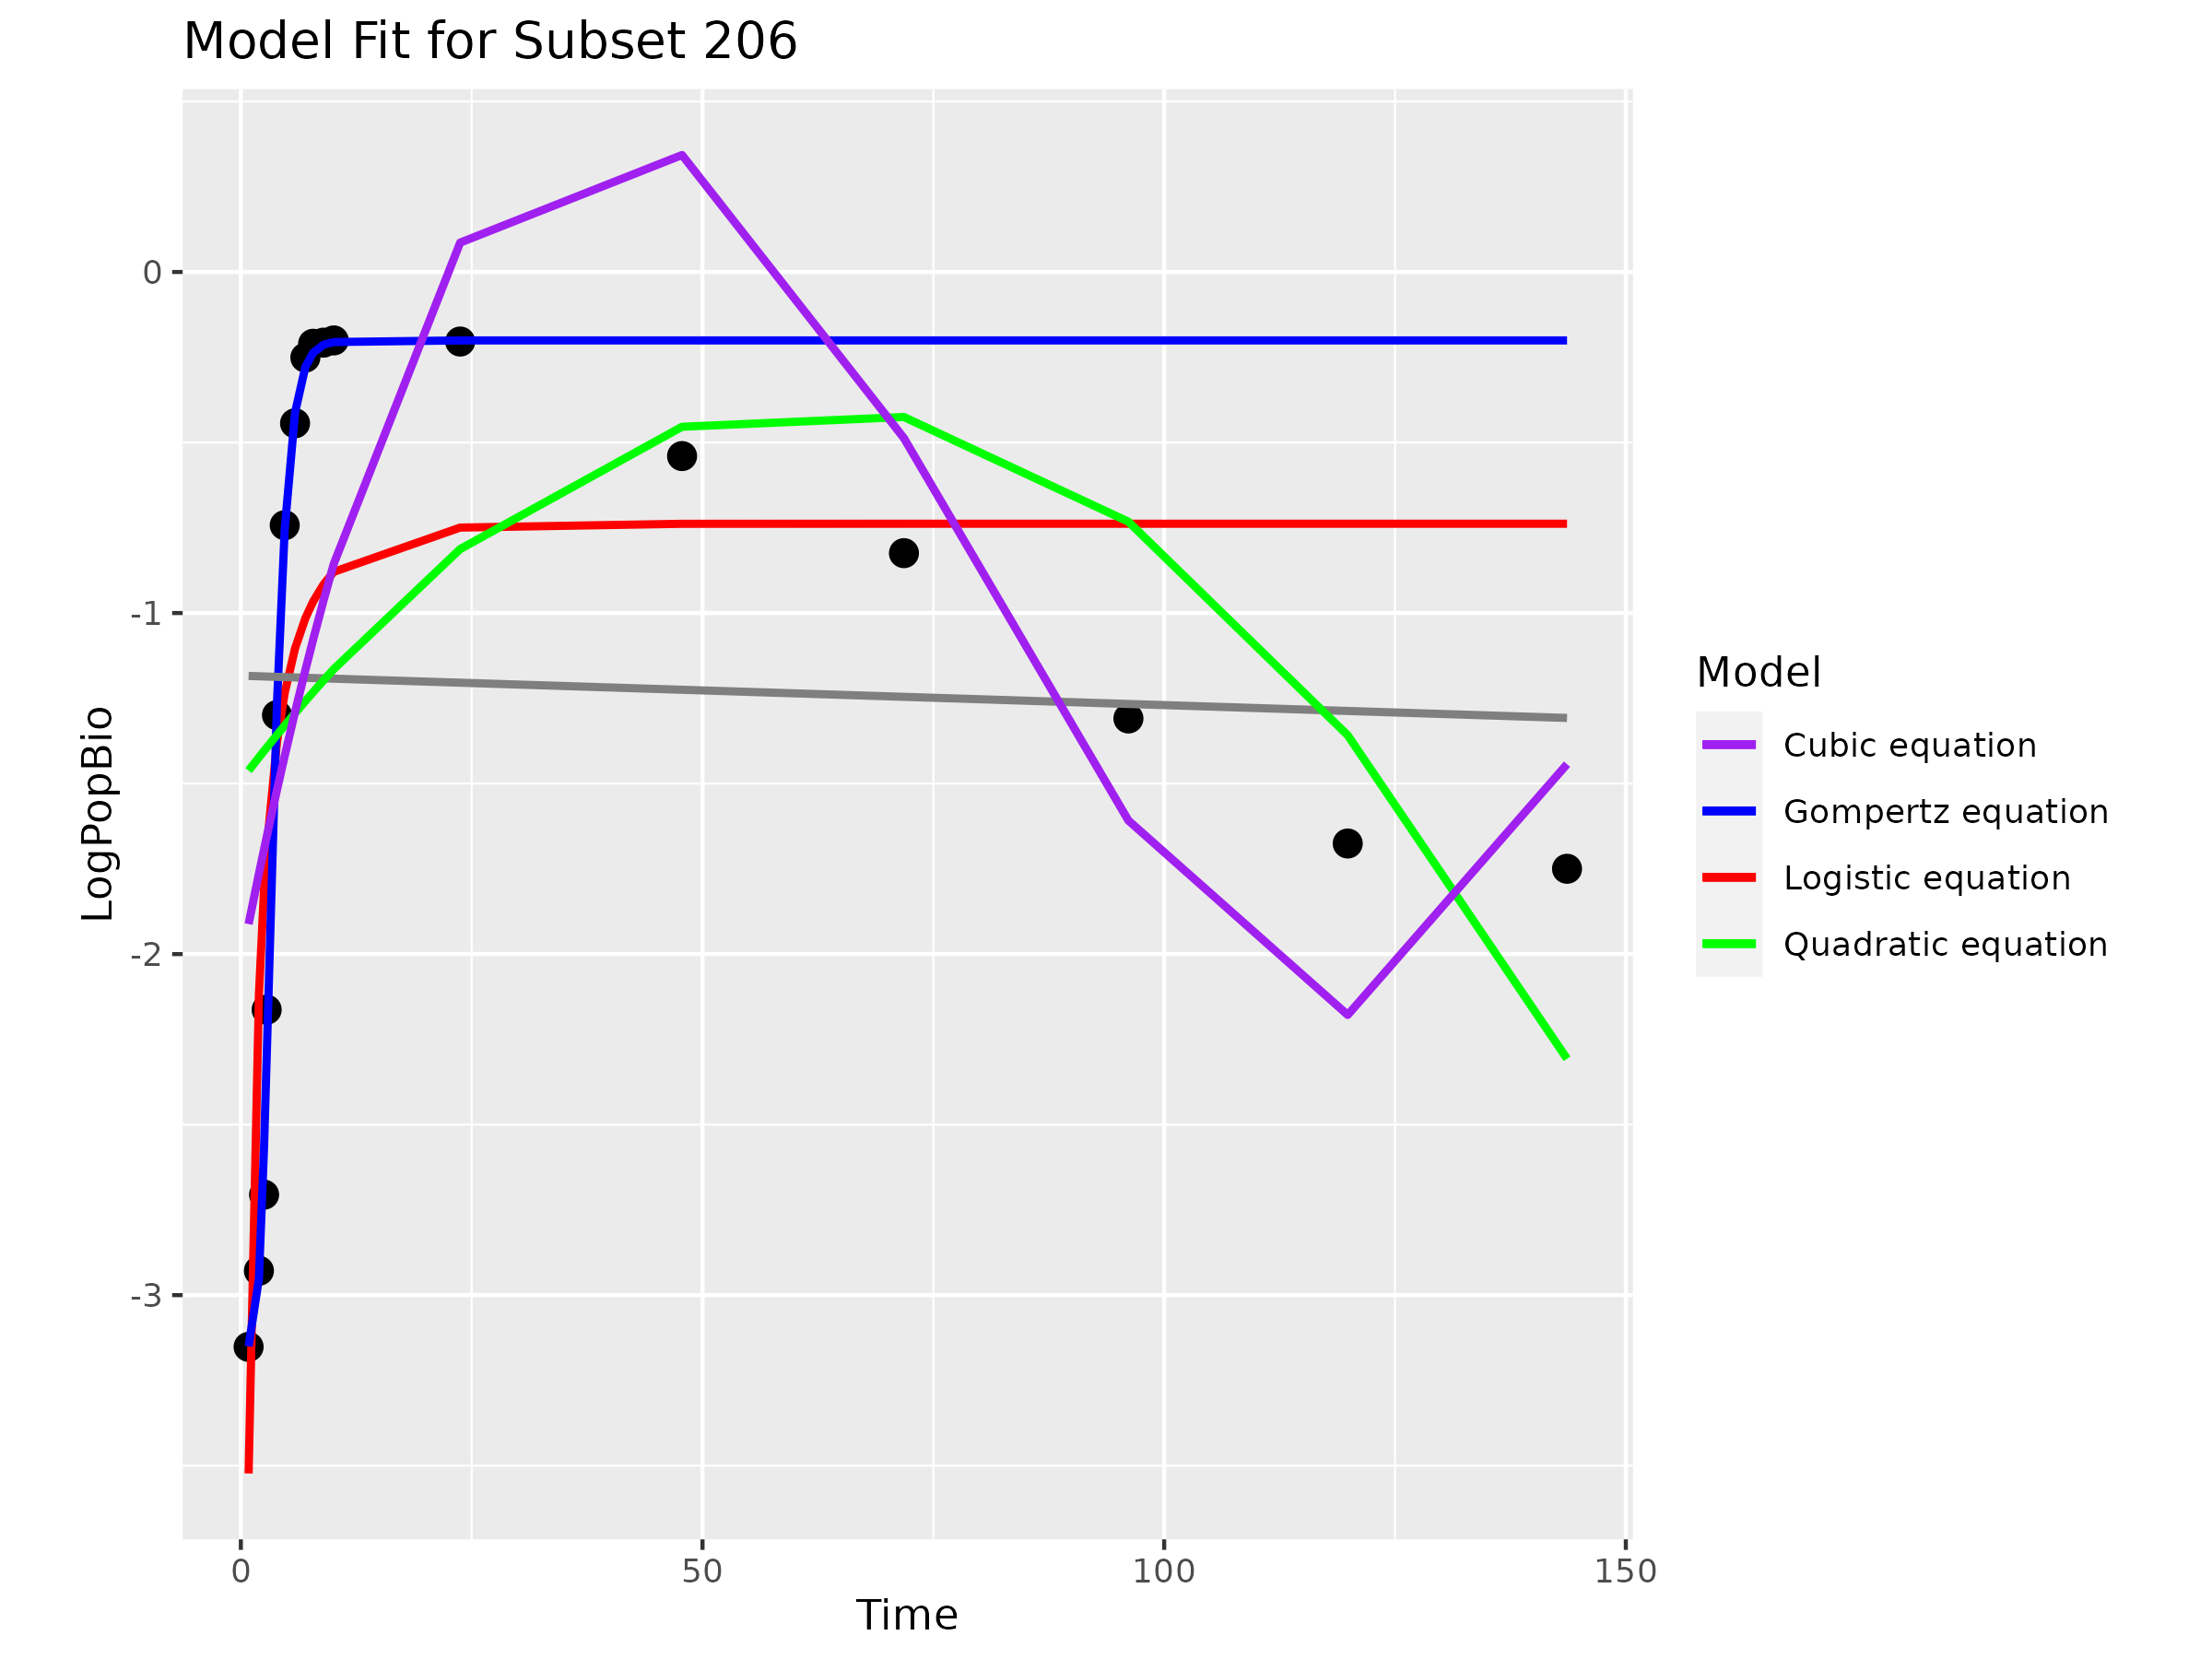 Model Fit for Subset 206
0
-1
-2
-3
LogPopBio
0
50
100
150
Time
Model
Cubic equation
Gompertz equation
Logistic equation
Quadratic equation